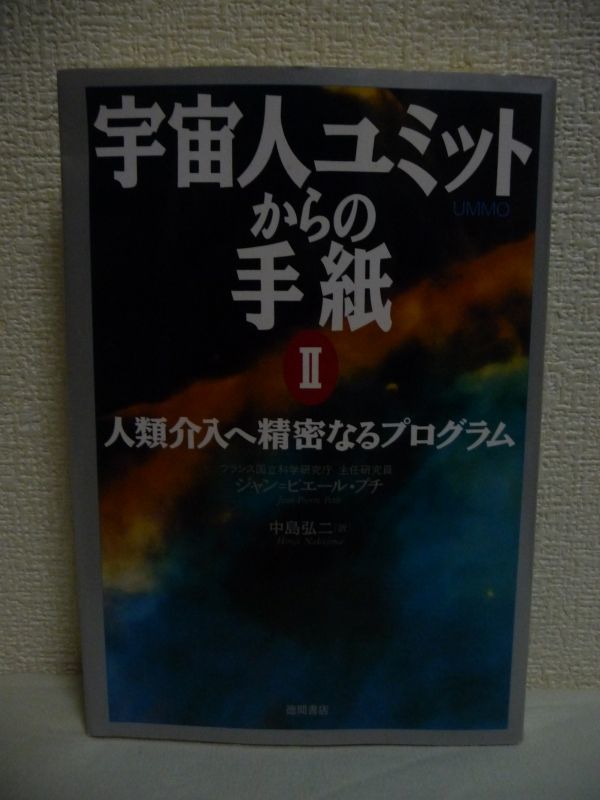 宇宙人ユミット
UMMO
からの
手紙
II
人類介入へ精密なるプログラム
フランス国立科学研究庁 主任研究員
ジャン=ピエール・プチ
Jean-Pierre Petit
中島弘二 訳
徳間書店